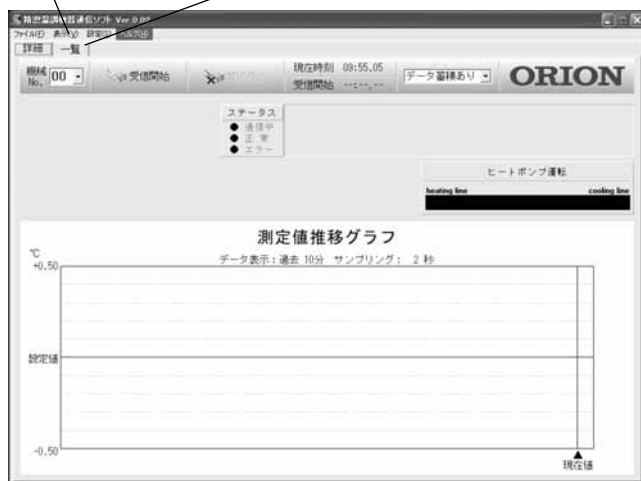 精密温調機器通信ソフト Ver 0.00
ファイル(F) 表示(V) 設定(S) ヘルプ(H)
詳細 一覧
機械No. 00 受信開始 現在時刻 09:55.05 データ蓄積あり ORION
受信開始 --:--.--
ステータス
通信中
正 常
エラー
ヒートポンプ運転
heating line cooling line
測定値推移グラフ
データ表示:過去 10分 サンプリング: 2 秒
℃
+0.50
設定値
-0.50
現在値